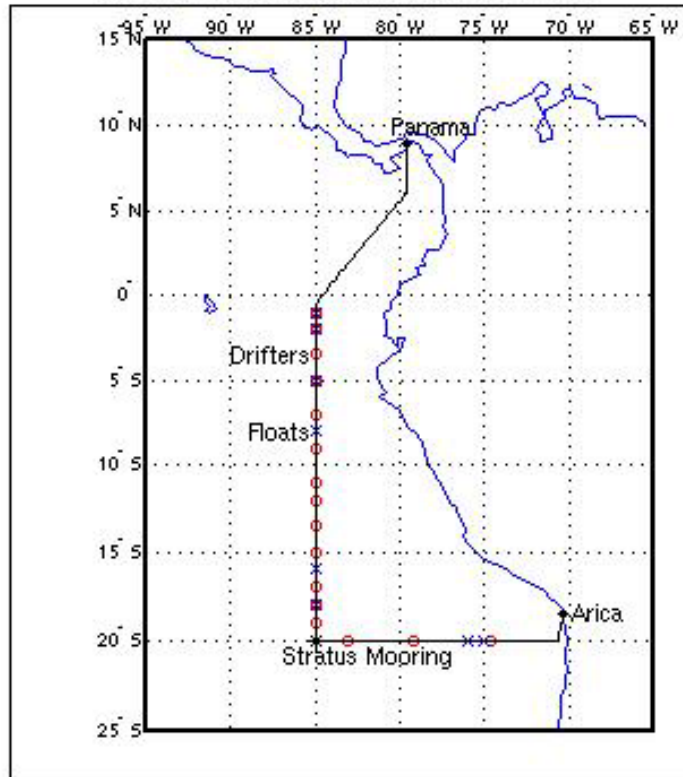 -95° W 90° W 85° W 80° W 75° W 70° W 65° W
15° N
Panama
10° N
5° N
0°
Drifters
5° S
Floats
10° S
15° S
Arica
20° S
Stratus Mooring
25° S